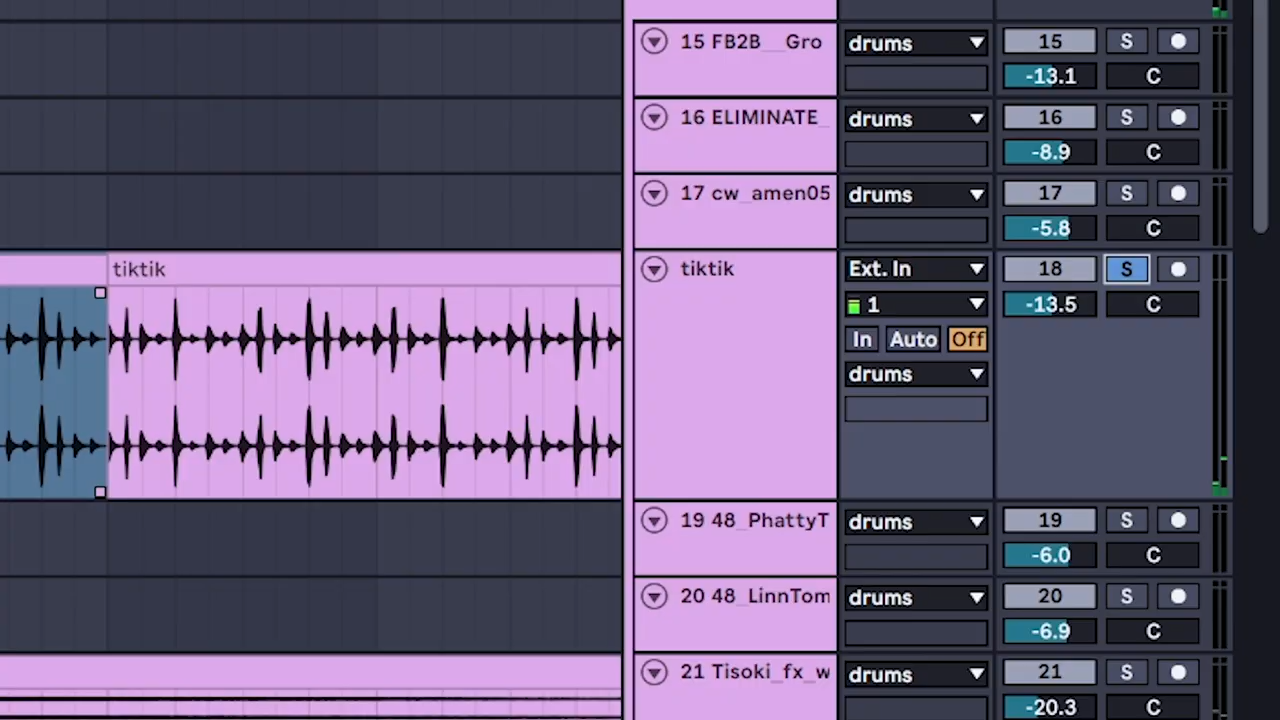 15 FB2B__Gro drums 15 S
-13.1 C
16 ELIMINATE_ drums 16 S
-8.9 C
17 cw_amen05 drums 17 S
-5.8 C
tiktik tiktik Ext. In 18 S
1 -13.5 C
In Auto Off
drums
19 48_PhattyT drums 19 S
-6.0 C
20 48_LinnTom drums 20 S
-6.9 C
21 Tisoki_fx_w drums 21 S
-20.3 C